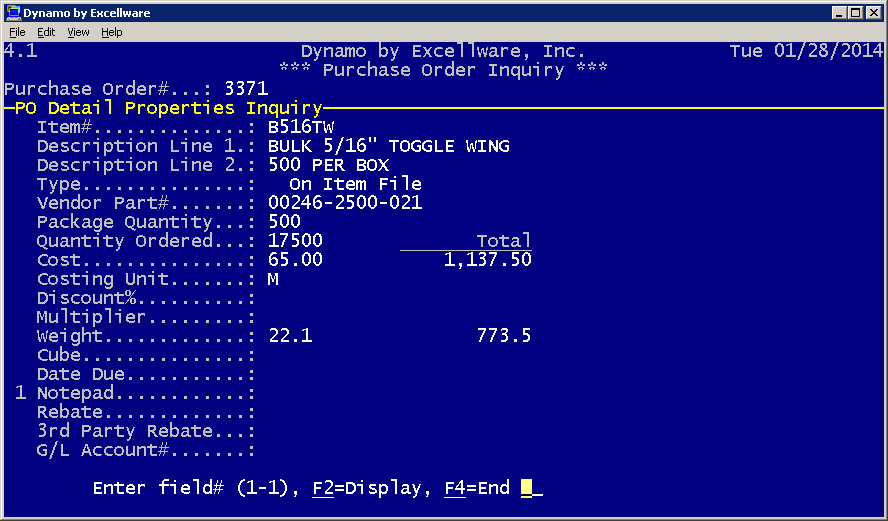 Dynamo by Excellware
File Edit View Help
4.1 Dynamo by Excellware, Inc. Tue 01/28/2014
*** Purchase Order Inquiry ***
Purchase Order#...: 3371
PO Detail Properties Inquiry
Item#..............: B516TW
Description Line 1.: BULK 5/16" TOGGLE WING
Description Line 2.: 500 PER BOX
Type...............: On Item File
Vendor Part#.......: 00246-2500-021
Package Quantity...: 500
Quantity Ordered...: 17500 Total
Cost...............: 65.00 1,137.50
Costing Unit.......: M
Discount%..........:
Multiplier.........:
Weight.............: 22.1 773.5
Cube...............:
Date Due...........:
1 Notepad............:
Rebate.............:
3rd Party Rebate...:
G/L Account#.......:
Enter field# (1-1), F2=Display, F4=End